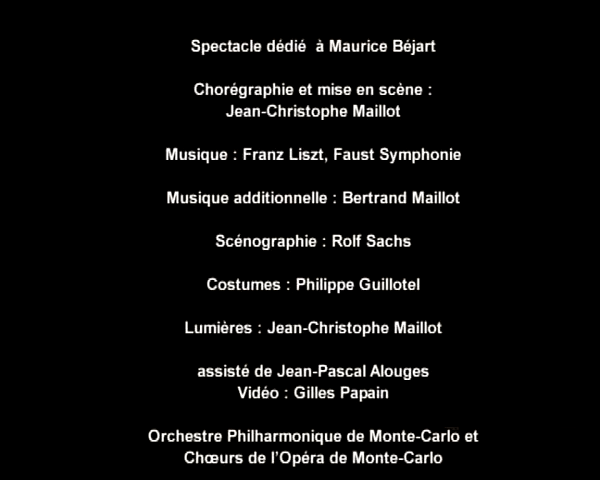 Spectacle dédié  à Maurice Béjart
Chorégraphie et mise en scène :
Jean-Christophe Maillot
Musique : Franz Liszt, Faust Symphonie
Musique additionnelle : Bertrand Maillot
Scénographie : Rolf Sachs
Costumes : Philippe Guillotel
Lumières : Jean-Christophe Maillot
assisté de Jean-Pascal Alouges
Vidéo : Gilles Papain
Orchestre Philharmonique de Monte-Carlo et
Chœurs de l’Opéra de Monte-Carlo